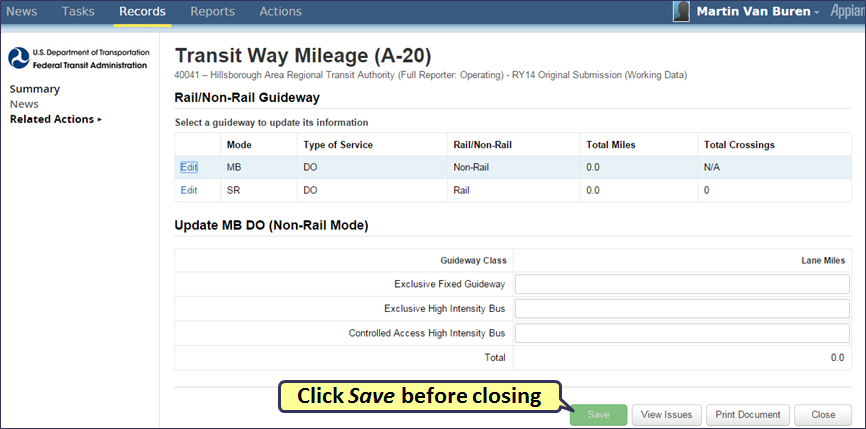 News Tasks Records Reports Actions Martin Van Buren Appian
U.S. Department of Transportation
Federal Transit Administration
Summary
News
Related Actions
Transit Way Mileage (A-20)
40041 – Hillsborough Area Regional Transit Authority (Full Reporter: Operating) - RY14 Original Submission (Working Data)
Rail/Non-Rail Guideway
Select a guideway to update its information
Mode Type of Service Rail/Non-Rail Total Miles Total Crossings
Edit MB DO Non-Rail 0.0 N/A
Edit SR DO Rail 0.0 0
Update MB DO (Non-Rail Mode)
Guideway Class Lane Miles
Exclusive Fixed Guideway
Exclusive High Intensity Bus
Controlled Access High Intensity Bus
Total 0.0
Click Save before closing
Save View Issues Print Document Close